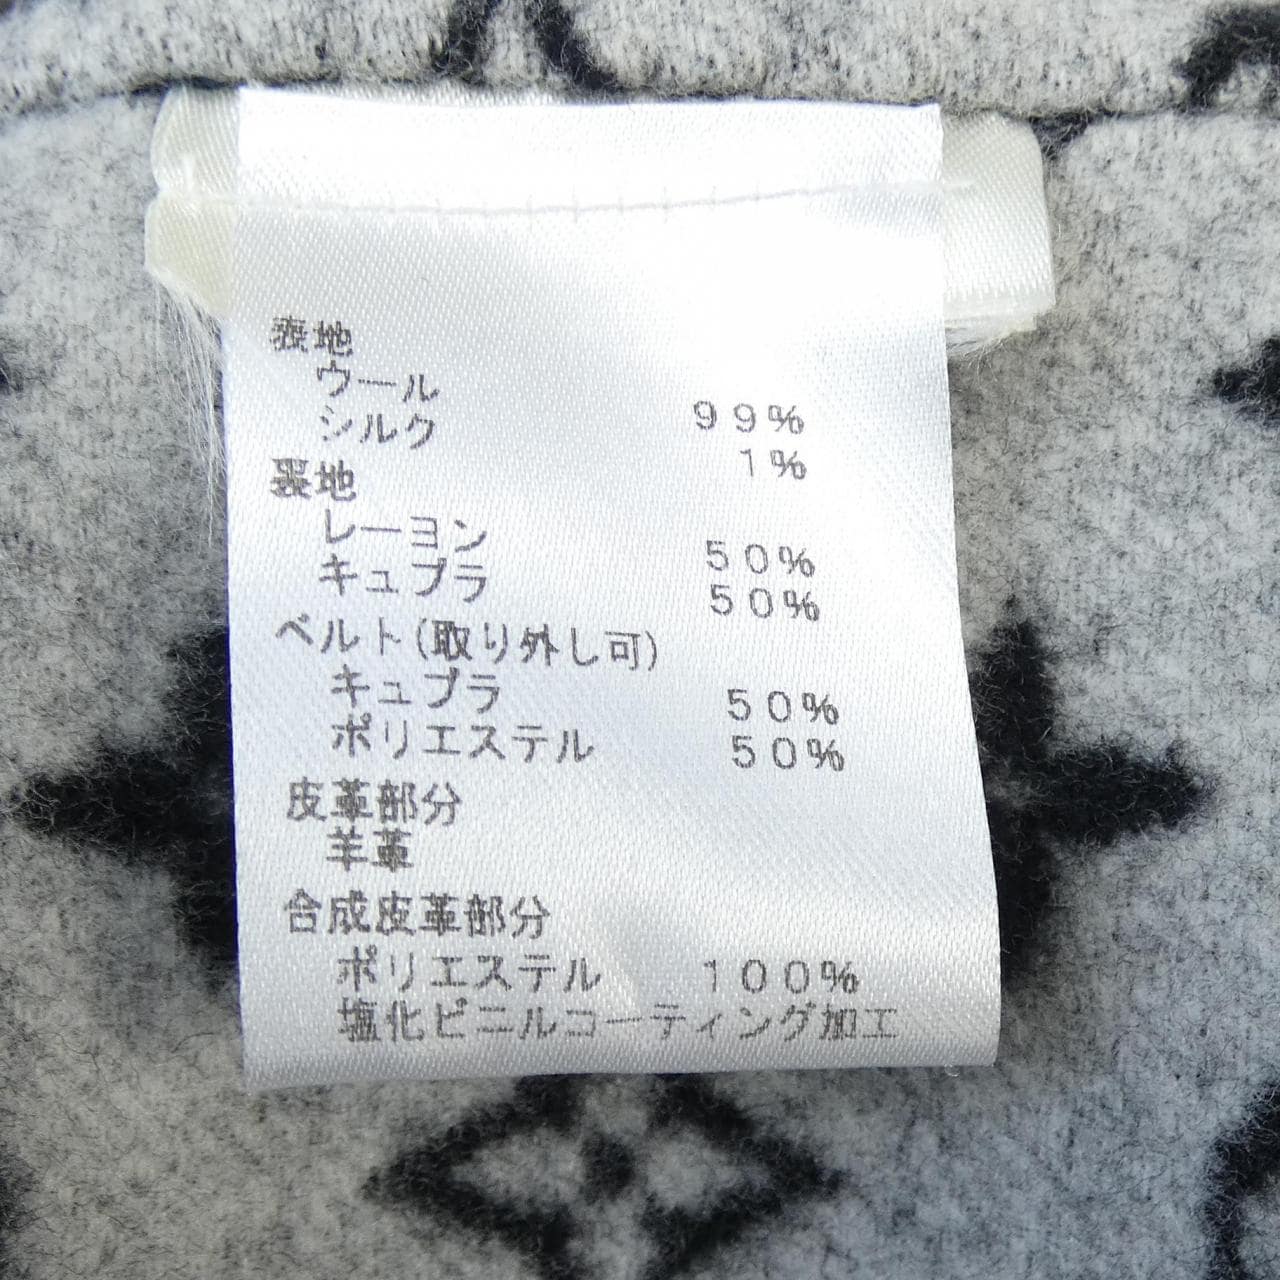 表地
ウール 99%
シルク 1%
裏地
レーヨン 50%
キュプラ 50%
ベルト(取り外し可)
キュプラ 50%
ポリエステル 50%
皮革部分
羊革
合成皮革部分
ポリエステル 100%
塩化ビニルコーティング加工